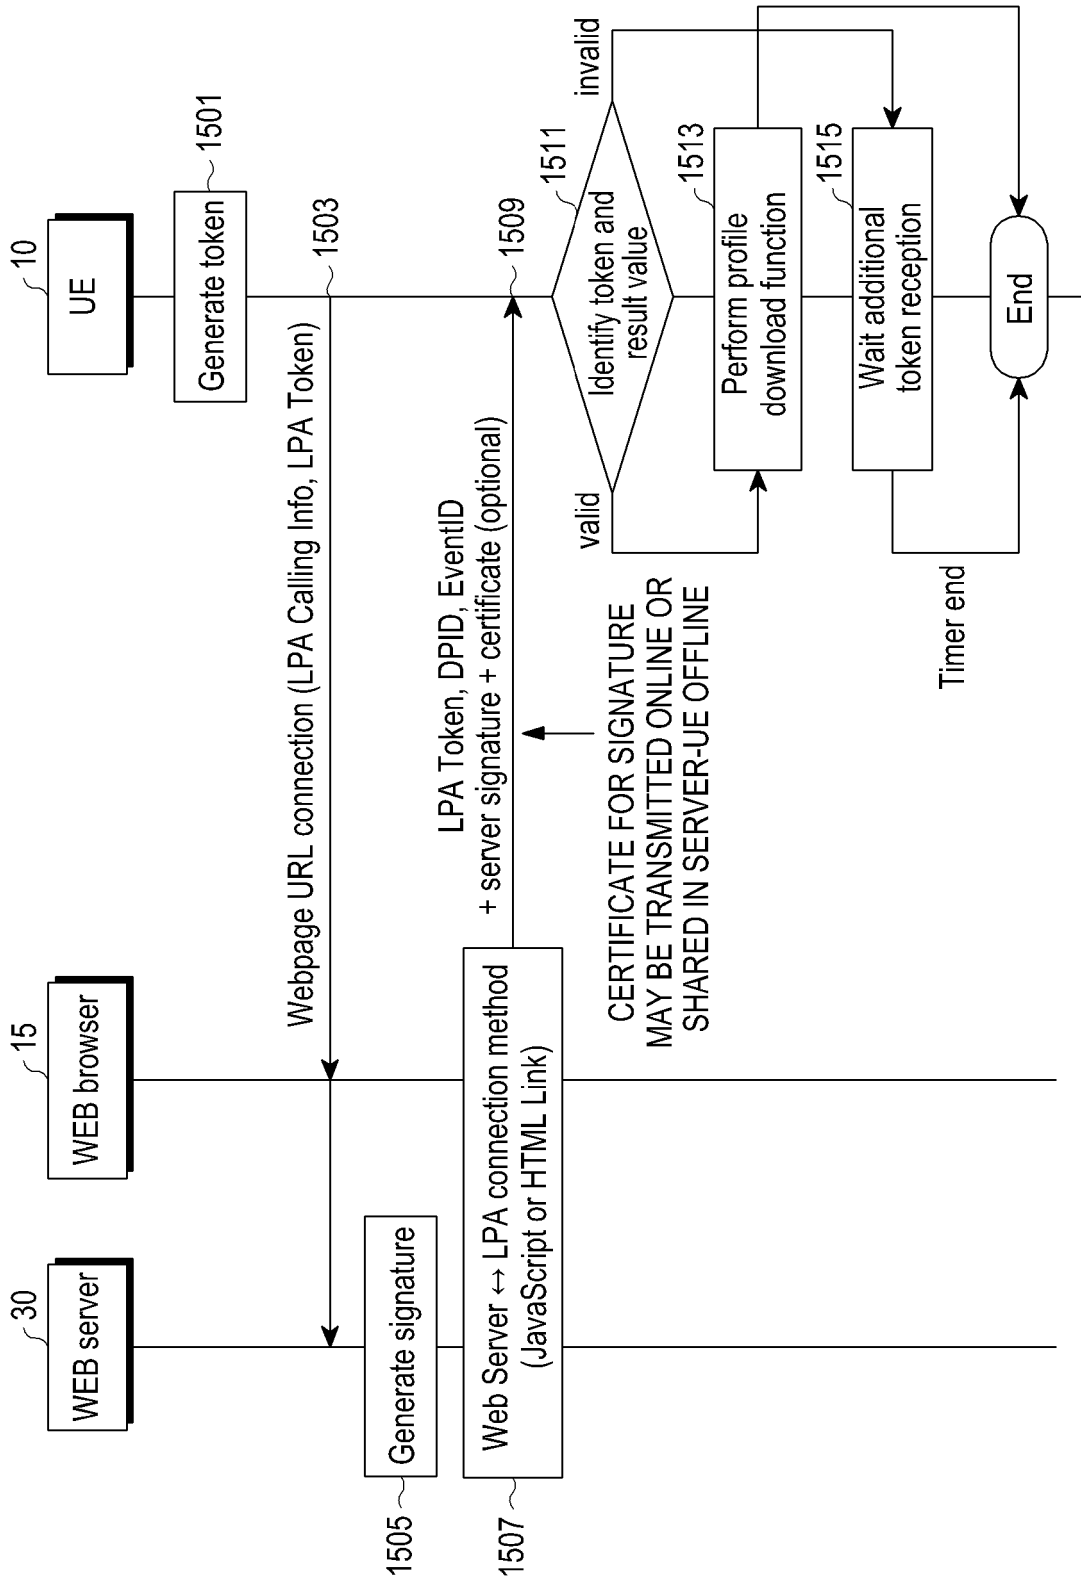 30
WEB server
15
WEB browser
10
UE
Generate token
1501
Webpage URL connection (LPA Calling Info, LPA Token)
1503
Generate signature
1505
LPA Token, DPID, EventID
+ server signature + certificate (optional)
1509
1507
Web Server ↔ LPA connection method
(JavaScript or HTML Link)
CERTIFICATE FOR SIGNATURE
MAY BE TRANSMITTED ONLINE OR
SHARED IN SERVER-UE OFFLINE
1511
Identify token and
result value
valid
invalid
1513
Perform profile
download function
1515
Wait additional
token reception
Timer end
End